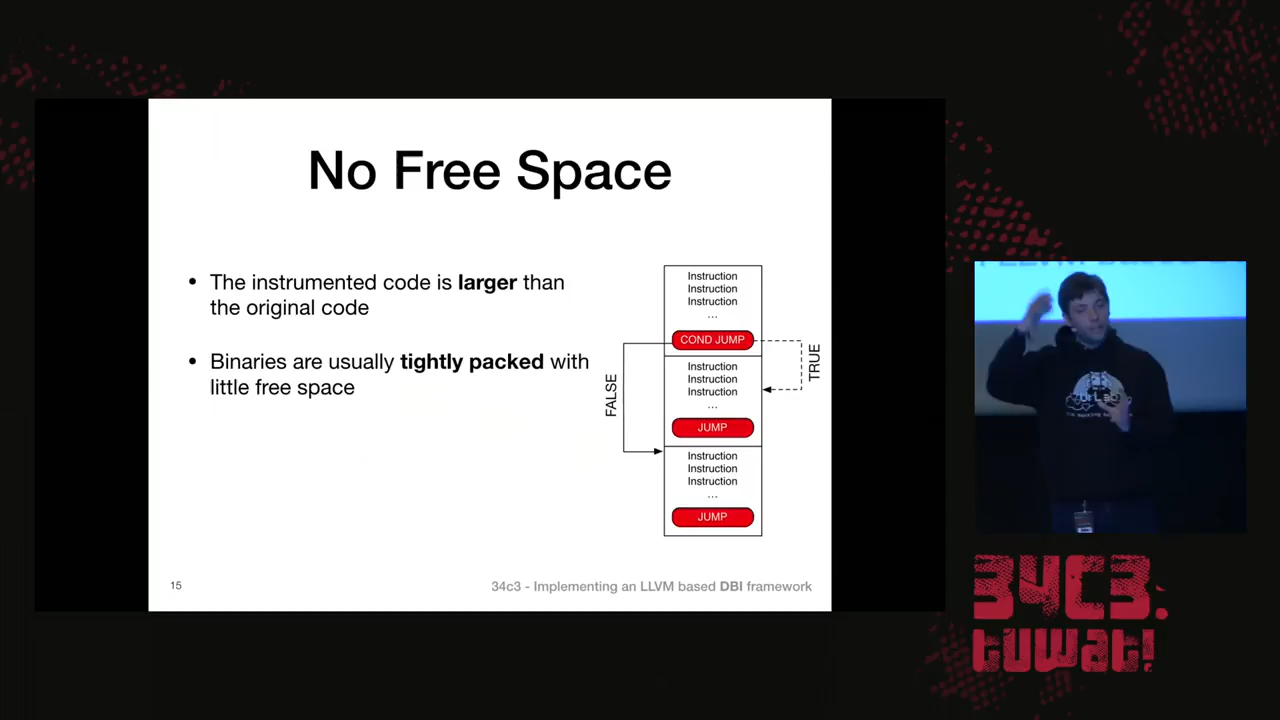 No Free Space
• The instrumented code is larger than
the original code
• Binaries are usually tightly packed with
little free space
Instruction
Instruction
Instruction
...
COND JUMP
TRUE
FALSE
Instruction
Instruction
Instruction
...
JUMP
Instruction
Instruction
Instruction
...
JUMP
15
34c3 - Implementing an LLVM based DBI framework
34C3.
tuwat!